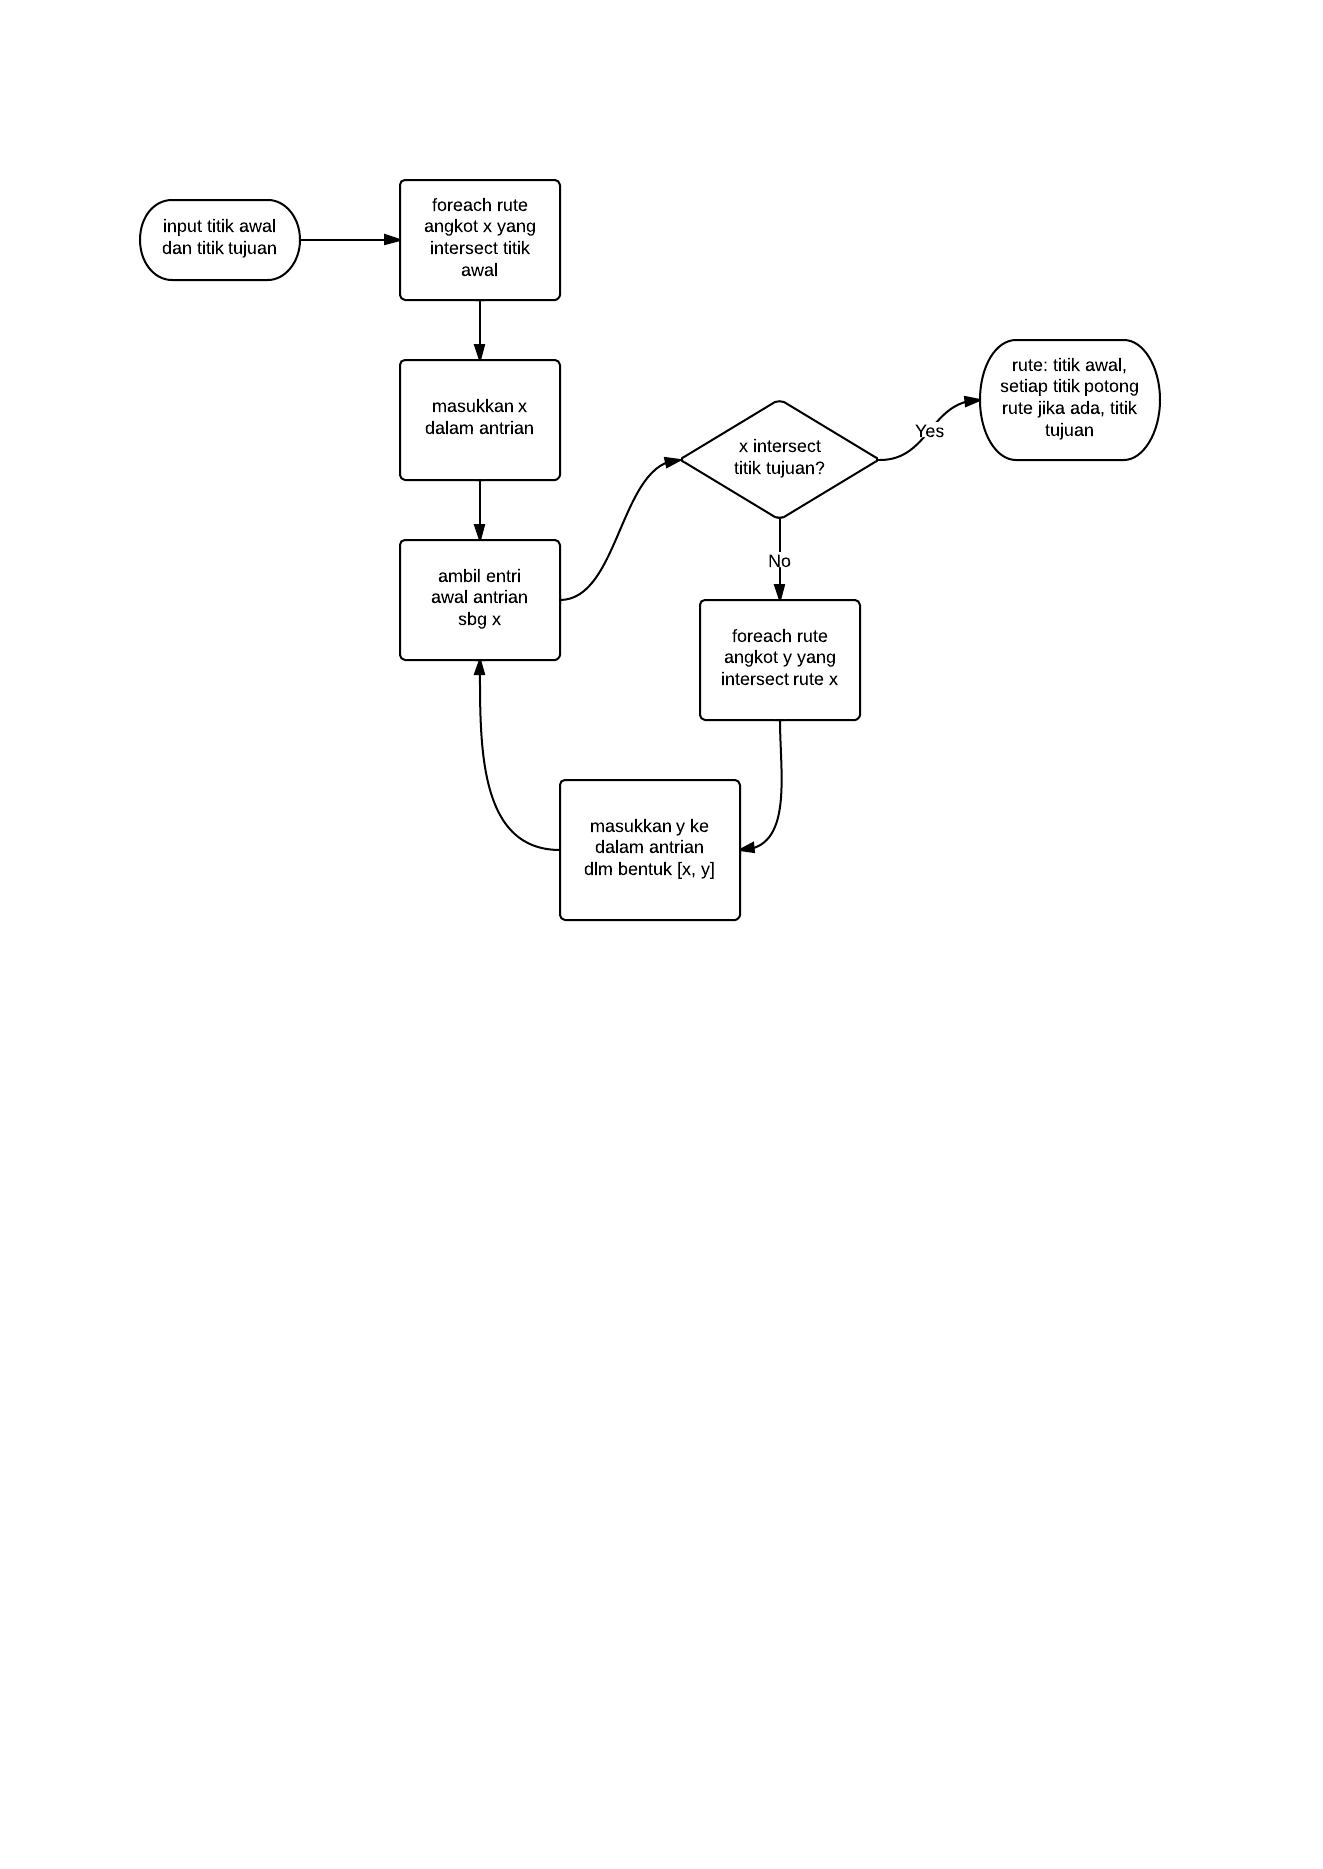 input titik awal
dan titik tujuan
foreach rute
angkot x yang
intersect titik
awal
masukkan x
dalam antrian
ambil entri
awal antrian
sbg x
x intersect
titik tujuan?
Yes
rute: titik awal,
setiap titik potong
rute jika ada, titik
tujuan
No
foreach rute
angkot y yang
intersect rute x
masukkan y ke
dalam antrian
dlm bentuk [x, y]